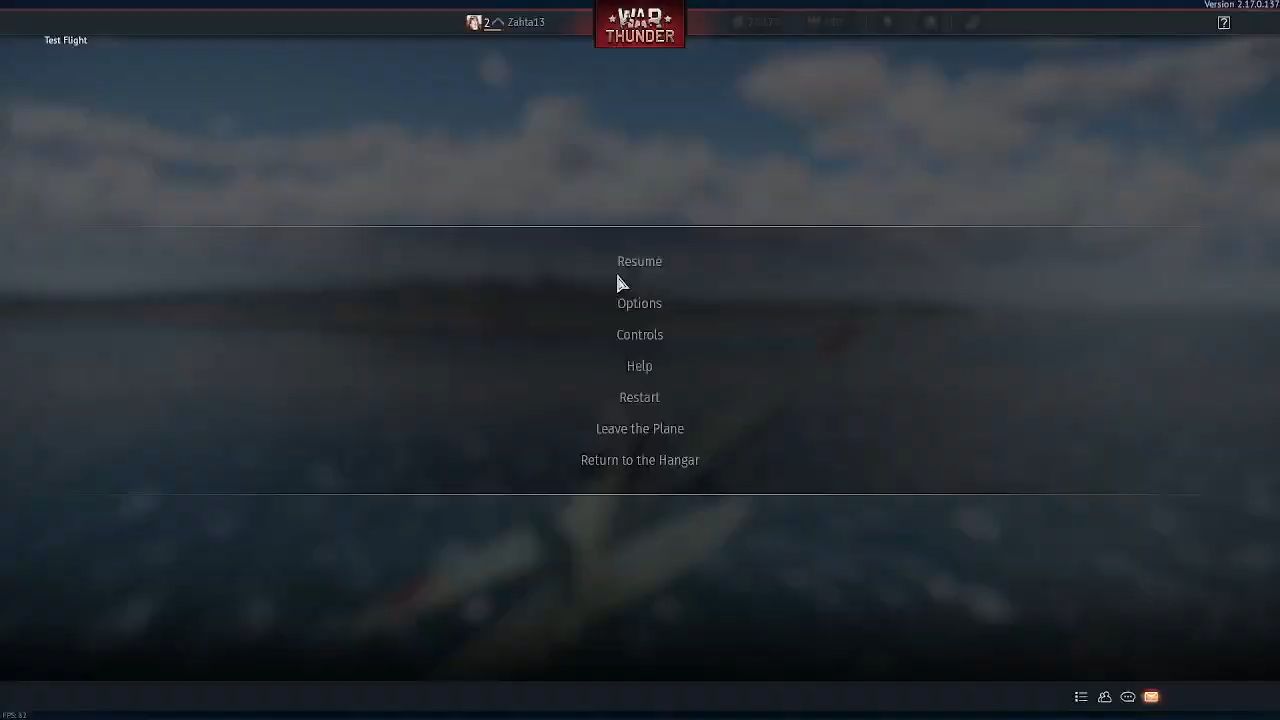 Version 2.17.0.137
2 Zahta13
WAR
THUNDER
Test Flight
Resume
Options
Controls
Help
Restart
Leave the Plane
Return to the Hangar